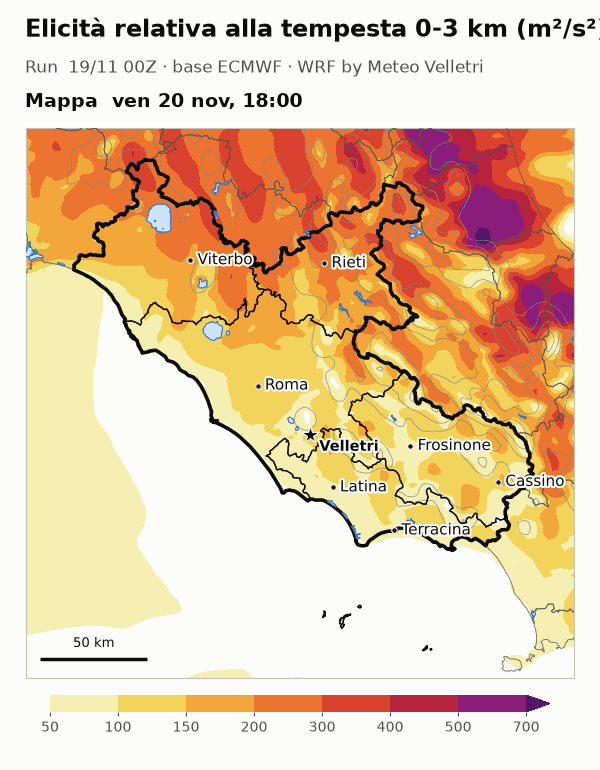 Elicità relativa alla tempesta 0-3 km (m²/s²)
Run  19/11 00Z · base ECMWF · WRF by Meteo Velletri
Mappa  ven 20 nov, 18:00
Viterbo
Rieti
Roma
Velletri
Frosinone
Cassino
Latina
Terracina
50 km
50 100 150 200 300 400 500 700